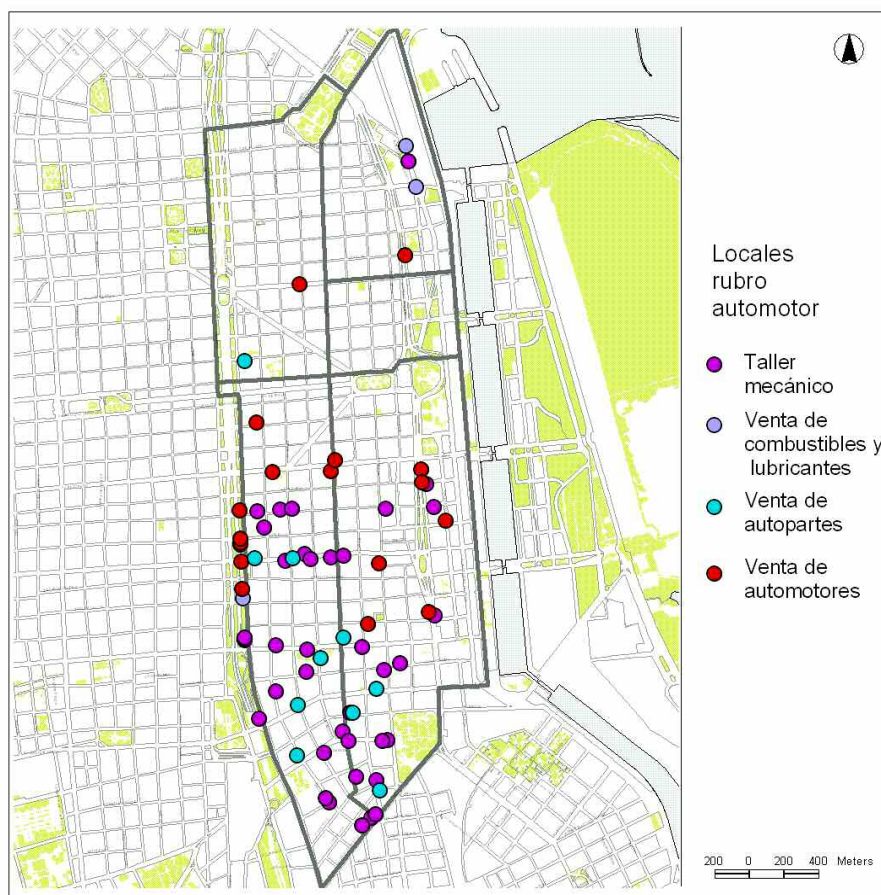 Locales
rubro
automotor
Taller
mecánico
Venta de
combustibles y
lubricantes
Venta de
autopartes
Venta de
automotores
200 0 200 400 Meters